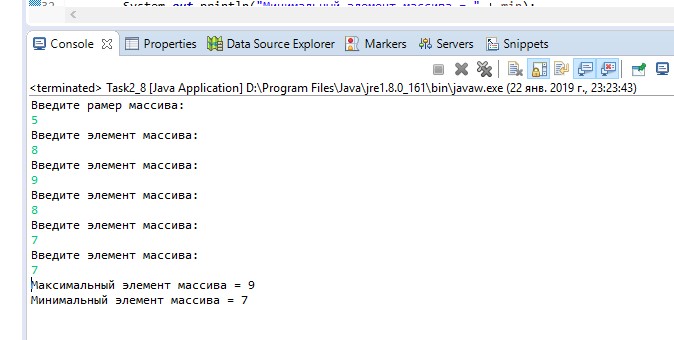 32 System.out.println("Минимальный элемент массива = " + min);
Console Properties Data Source Explorer Markers Servers Snippets
<terminated> Task2_8 [Java Application] D:\Program Files\Java\jre1.8.0_161\bin\javaw.exe (22 янв. 2019 г., 23:23:43)
Введите рамер массива:
5
Введите элемент массива:
8
Введите элемент массива:
9
Введите элемент массива:
8
Введите элемент массива:
7
Введите элемент массива:
7
Максимальный элемент массива = 9
Минимальный элемент массива = 7